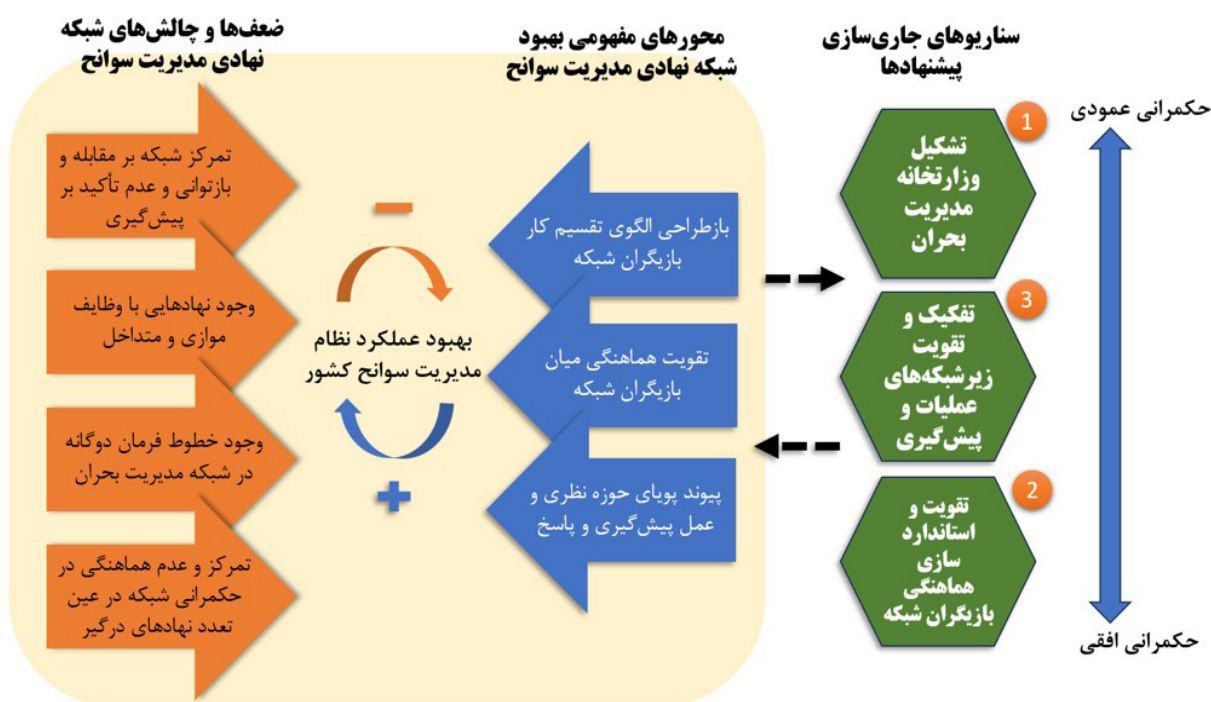 سناریوهای جاری‌سازی
پیشنهادها
حکمرانی عمودی
1
تشکیل
وزارتخانه
مدیریت
بحران
3
تفکیک و
تقویت
زیرشبکه‌های
عملیات و
پیش‌گیری
2
تقویت و
استاندارد
سازی
هماهنگی
بازیگران شبکه
حکمرانی افقی
محورهای مفهومی بهبود
شبکه نهادی مدیریت سوانح
بازطراحی الگوی تقسیم کار
بازیگران شبکه
تقویت هماهنگی میان
بازیگران شبکه
پیوند پویای حوزه نظری و
عمل پیش‌گیری و پاسخ
−
بهبود عملکرد نظام
مدیریت سوانح کشور
+
ضعف‌ها و چالش‌های شبکه
نهادی مدیریت سوانح
تمرکز شبکه بر مقابله و
بازتوانی و عدم تأکید بر
پیش‌گیری
وجود نهادهایی با وظایف
موازی و متداخل
وجود خطوط فرمان دوگانه
در شبکه مدیریت بحران
تمرکز و عدم هماهنگی در
حکمرانی شبکه در عین
تعدد نهادهای درگیر